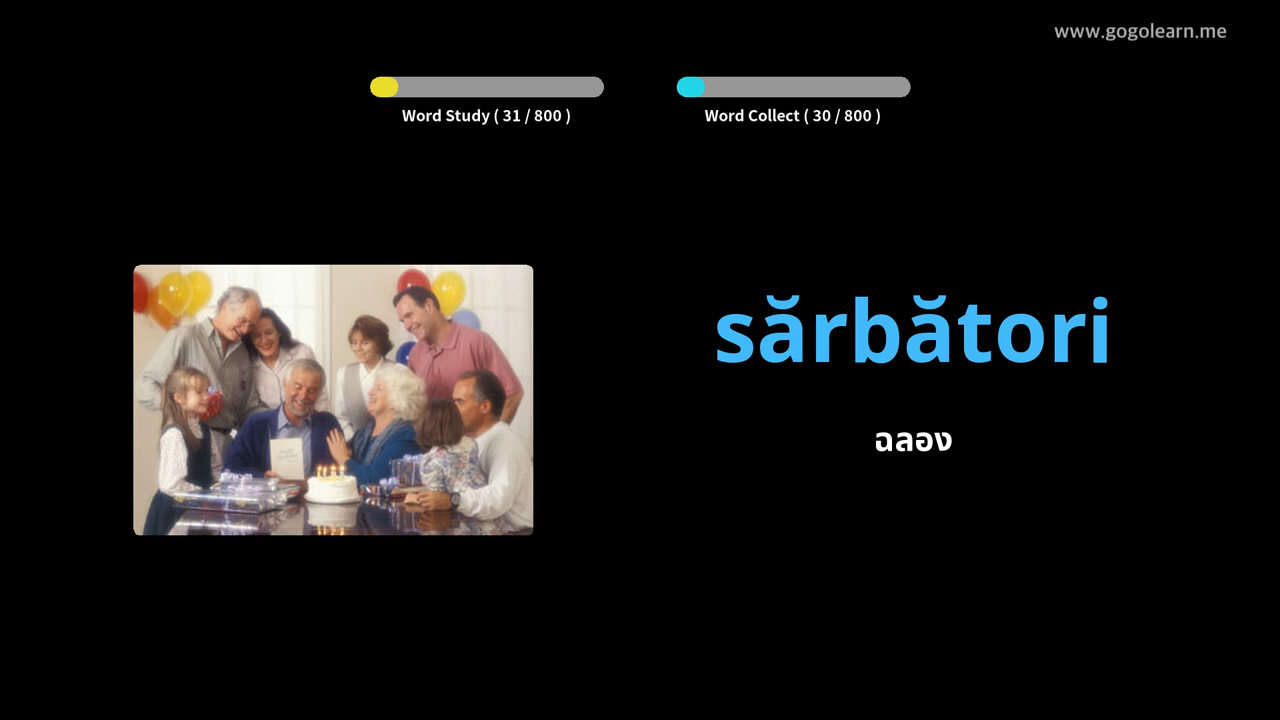 www.gogolearn.me
Word Study ( 31 / 800 )
Word Collect ( 30 / 800 )
sărbători
ฉลอง